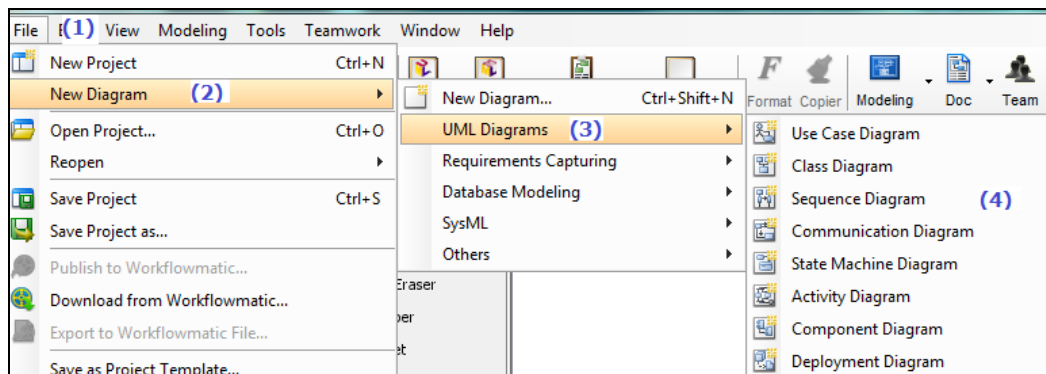 File E (1) View Modeling Tools Teamwork Window Help
New Project Ctrl+N
New Diagram (2)
Open Project... Ctrl+O
Reopen
Save Project Ctrl+S
Save Project as...
Publish to Workflowmatic...
Download from Workflowmatic...
Export to Workflowmatic File...
Save as Project Template...
New Diagram... Ctrl+Shift+N
UML Diagrams (3)
Requirements Capturing
Database Modeling
SysML
Others
Eraser
per
et
Format Copier Modeling Doc Team
Use Case Diagram
Class Diagram
Sequence Diagram (4)
Communication Diagram
State Machine Diagram
Activity Diagram
Component Diagram
Deployment Diagram